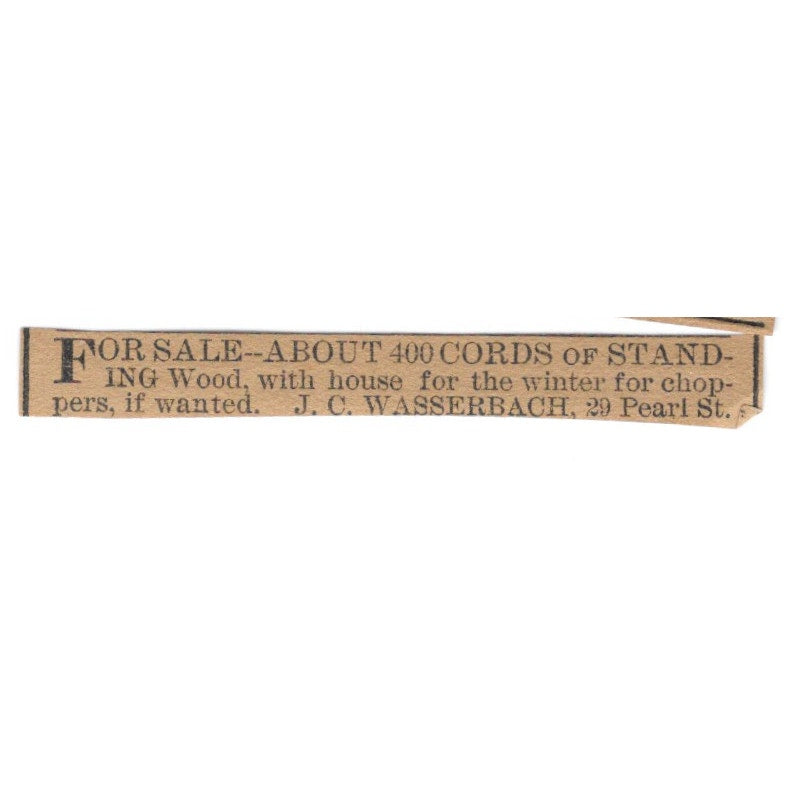 FOR SALE--ABOUT 400 CORDS OF STAND-
ING Wood, with house for the winter for chop-
pers, if wanted. J. C. WASSERBACH, 29 Pearl St.